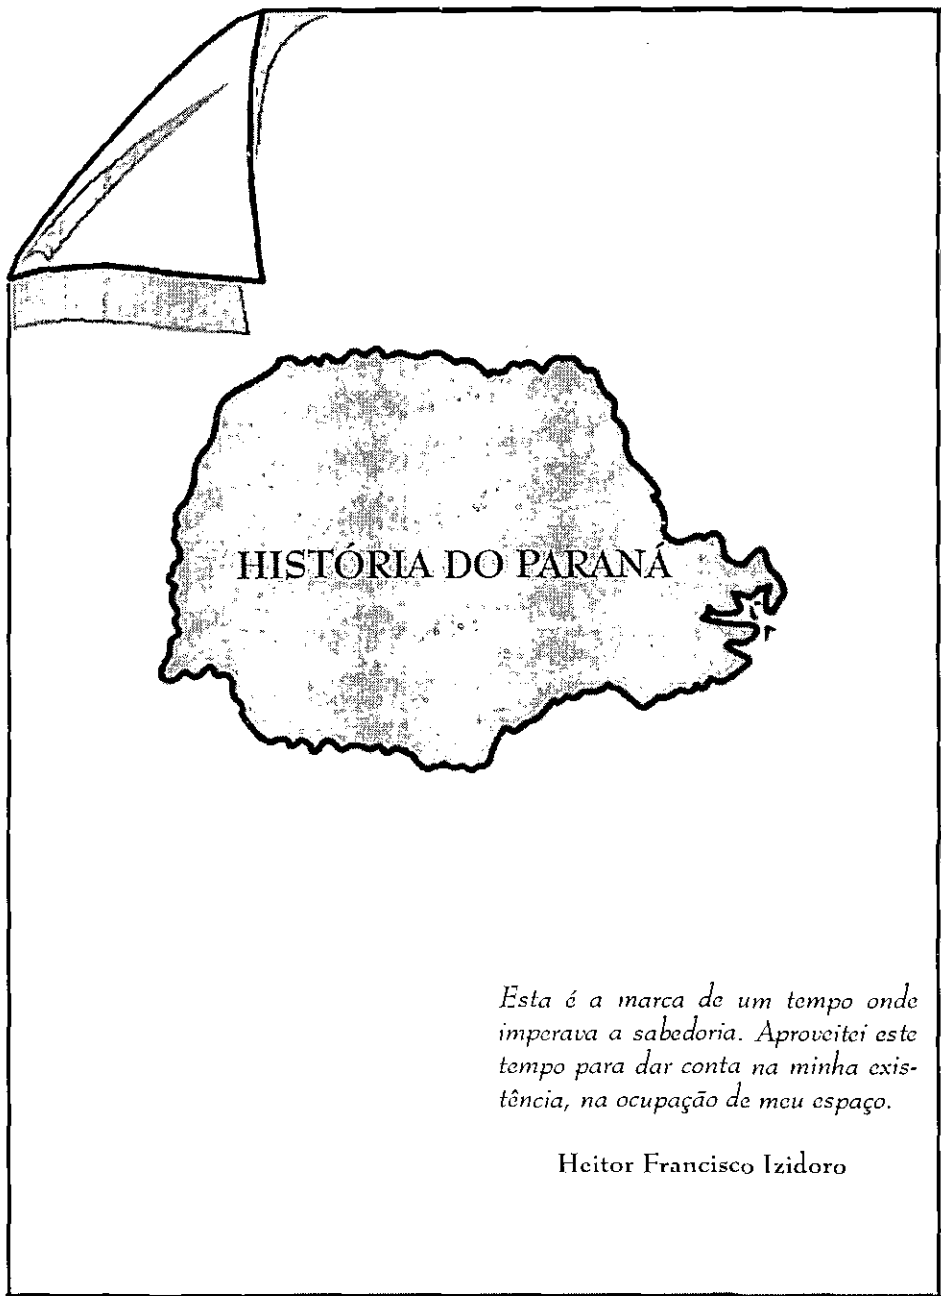 HISTÓRIA DO PARANÁ
Esta é a marca de um tempo onde
imperava a sabedoria. Aproveitei este
tempo para dar conta na minha exis-
tência, na ocupação de meu espaço.
Heitor Francisco Izidoro